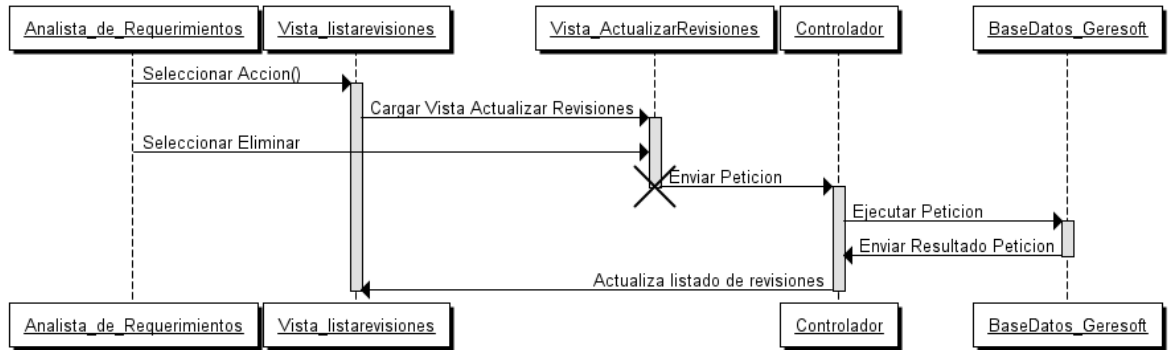 Analista_de_Requerimientos
Vista_listarevisiones
Vista_ActualizarRevisiones
Controlador
BaseDatos_Geresoft
Seleccionar Accion()
Cargar Vista Actualizar Revisiones
Seleccionar Eliminar
Enviar Peticion
Ejecutar Peticion
Enviar Resultado Peticion
Actualiza listado de revisiones
Analista_de_Requerimientos
Vista_listarevisiones
Controlador
BaseDatos_Geresoft